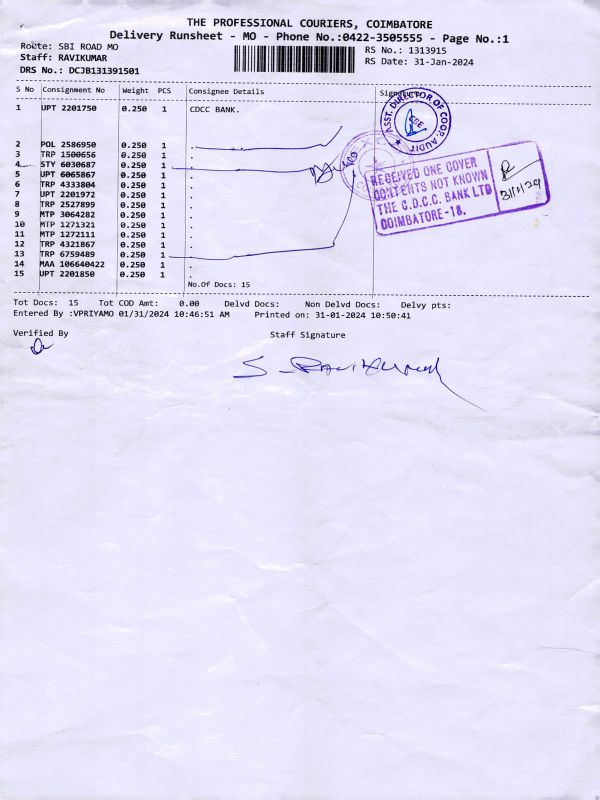 THE PROFESSIONAL COURIERS, COIMBATORE
Delivery Runsheet - MO - Phone No.:0422-3505555 - Page No.:1
Route: SBI ROAD MO
RS No.: 1313915
Staff: RAVIKUMAR
RS Date: 31-Jan-2024
DRS No.: DCJB131391501
S No Consignment No Weight PCS Consignee Details
1 UPT 2201750 0.250 1 CDCC BANK.
2 POL 2586950 0.250 1 .
3 TRP 1500656 0.250 1 .
4 STY 6030687 0.250 1 .
5 UPT 6065867 0.250 1 .
6 TRP 4333804 0.250 1 .
7 UPT 2201972 0.250 1 .
8 TRP 2527899 0.250 1 .
9 MTP 3064282 0.250 1 .
10 MTP 1271321 0.250 1 .
11 MTP 1272111 0.250 1 .
12 TRP 4321867 0.250 1 .
13 TRP 6759489 0.250 1 .
14 MAA 106640422 0.250 1 .
15 UPT 2201850 0.250 1 .
No.Of Docs: 15
ASST. DIRECTOR OF COOP. AUDIT
CBE
RECEIVED ONE COVER
CONTENTS NOT KNOWN
THE C.D.C.C. BANK LTD
COIMBATORE-18.
31/1/24
Tot Docs: 15 Tot COD Amt: 0.00 Delvd Docs: Non Delvd Docs: Delvy pts:
Entered By :VPRIYAMO 01/31/2024 10:46:51 AM Printed on: 31-01-2024 10:50:41
Verified By
Staff Signature
S. Ravikumar